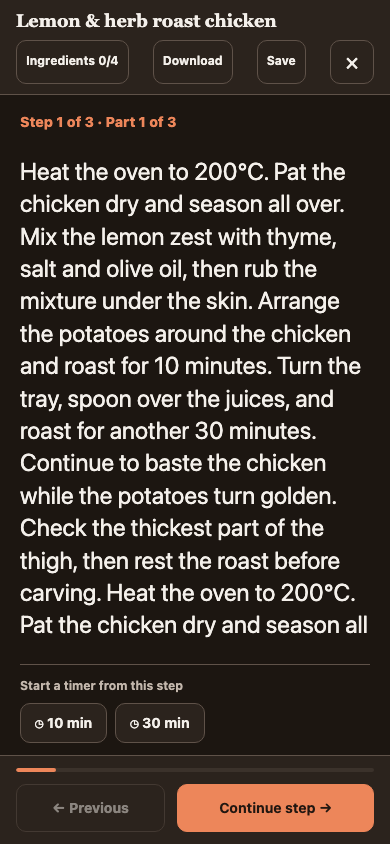 Lemon & herb roast chicken
Ingredients 0/4
Download
Save
×
Step 1 of 3 · Part 1 of 3
Heat the oven to 200°C. Pat the
chicken dry and season all over.
Mix the lemon zest with thyme,
salt and olive oil, then rub the
mixture under the skin. Arrange
the potatoes around the chicken
and roast for 10 minutes. Turn the
tray, spoon over the juices, and
roast for another 30 minutes.
Continue to baste the chicken
while the potatoes turn golden.
Check the thickest part of the
thigh, then rest the roast before
carving. Heat the oven to 200°C.
Pat the chicken dry and season all
Start a timer from this step
◷ 10 min
◷ 30 min
← Previous
Continue step →